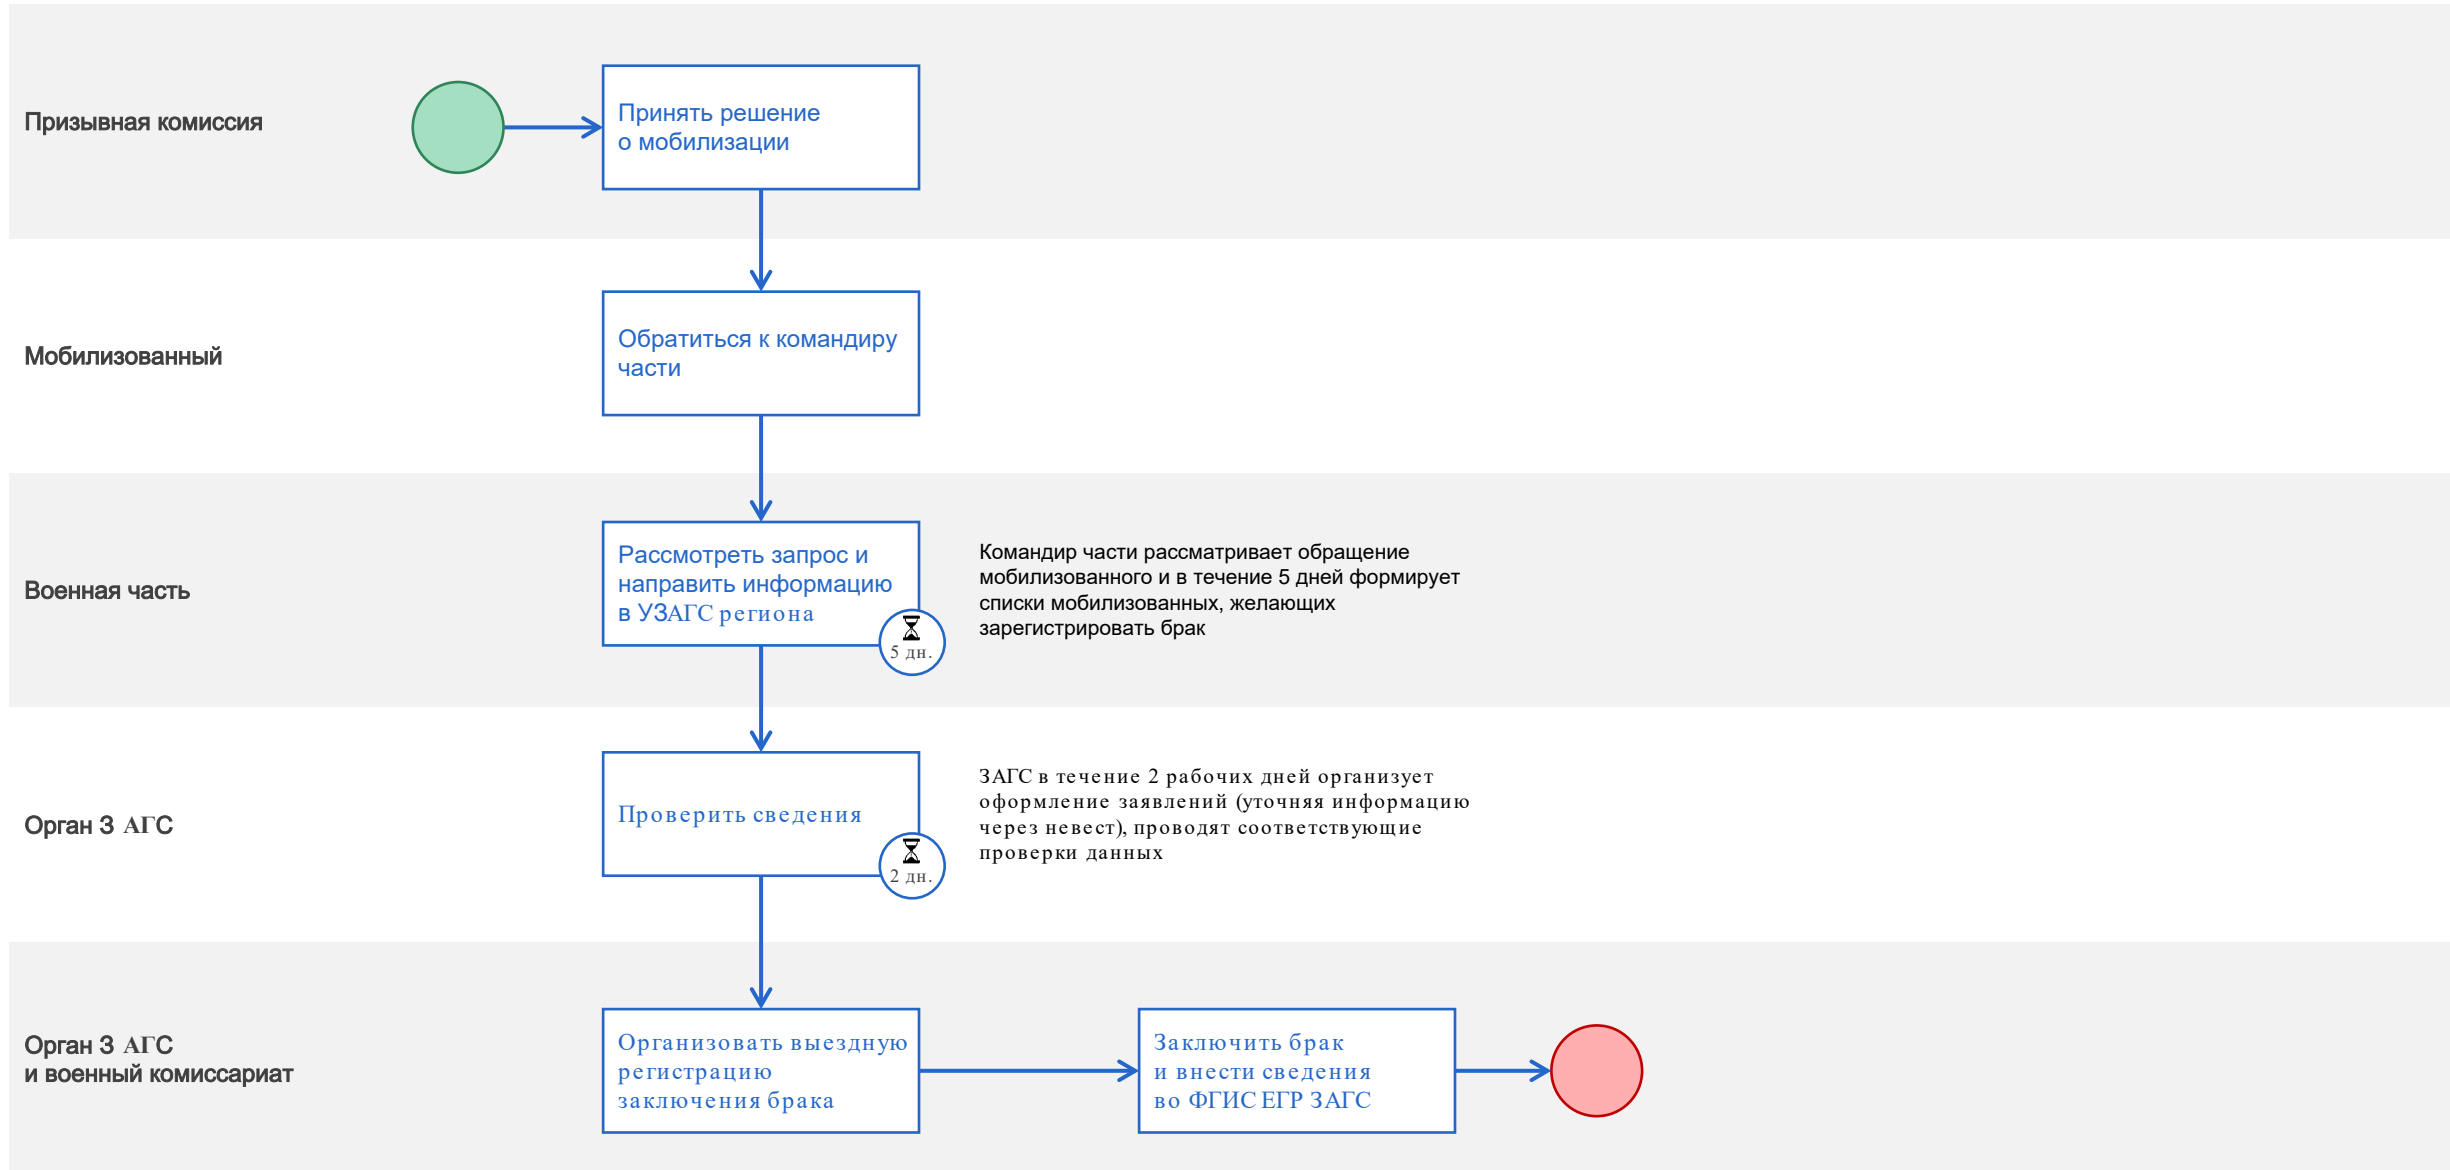 Призывная комиссия
Принять решение
о мобилизации
Мобилизованный
Обратиться к командиру
части
Военная часть
Рассмотреть запрос и
направить информацию
в УЗАГС региона
5 дн.
Командир части рассматривает обращение
мобилизованного и в течение 5 дней формирует
списки мобилизованных, желающих
зарегистрировать брак
Орган З АГС
Проверить сведения
2 дн.
ЗАГС в течение 2 рабочих дней организует
оформление заявлений (уточняя информацию
через невест), проводят соответствующие
проверки данных
Орган З АГС
и военный комиссариат
Организовать выездную
регистрацию
заключения брака
Заключить брак
и внести сведения
во ФГИС ЕГР ЗАГС